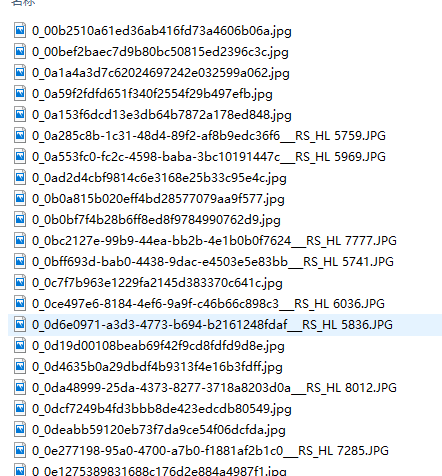 名称
0_00b2510a61ed36ab416fd73a4606b06a.jpg
0_00bef2baec7d9b80bc50815ed2396c3c.jpg
0_0a1a4a3d7c62024697242e032599a062.jpg
0_0a59f2fdfd651f340f2554f29b497efb.jpg
0_0a153f6dcd13e3db64b7872a178ed848.jpg
0_0a285c8b-1c31-48d4-89f2-af8b9edc36f6___RS_HL 5759.JPG
0_0a553fc0-fc2c-4598-baba-3bc10191447c___RS_HL 5969.JPG
0_0ad2d4cbf9814c6e3168e25b33c95e4c.jpg
0_0b0a815b020eff4bd28577079aa9f577.jpg
0_0b0bf7f4b28b6ff8ed8f9784990762d9.jpg
0_0bc2127e-99b9-44ea-bb2b-4e1b0b0f7624___RS_HL 7777.JPG
0_0bff693d-bab0-4438-9dac-e4503e5e83bb___RS_HL 5741.JPG
0_0c7f7b963e1229fa2145d383370c641c.jpg
0_0ce497e6-8184-4ef6-9a9f-c46b66c898c3___RS_HL 6036.JPG
0_0d6e0971-a3d3-4773-b694-b2161248fdaf___RS_HL 5836.JPG
0_0d19d00108beab69f42f9cd8fdfd9d8e.jpg
0_0d4635b0a29dbdf4b9313f4e16b3fdff.jpg
0_0da48999-25da-4373-8277-3718a8203d0a___RS_HL 8012.JPG
0_0dcf7249b4fd3bbb8de423edcdb80549.jpg
0_0deabb59120eb73f7da9ce54f06dcfda.jpg
0_0e277198-95a0-4700-a7b0-f1881af2b1c0___RS_HL 7285.JPG
0_0e1275389831688c176d2e884a4987f1.jpg